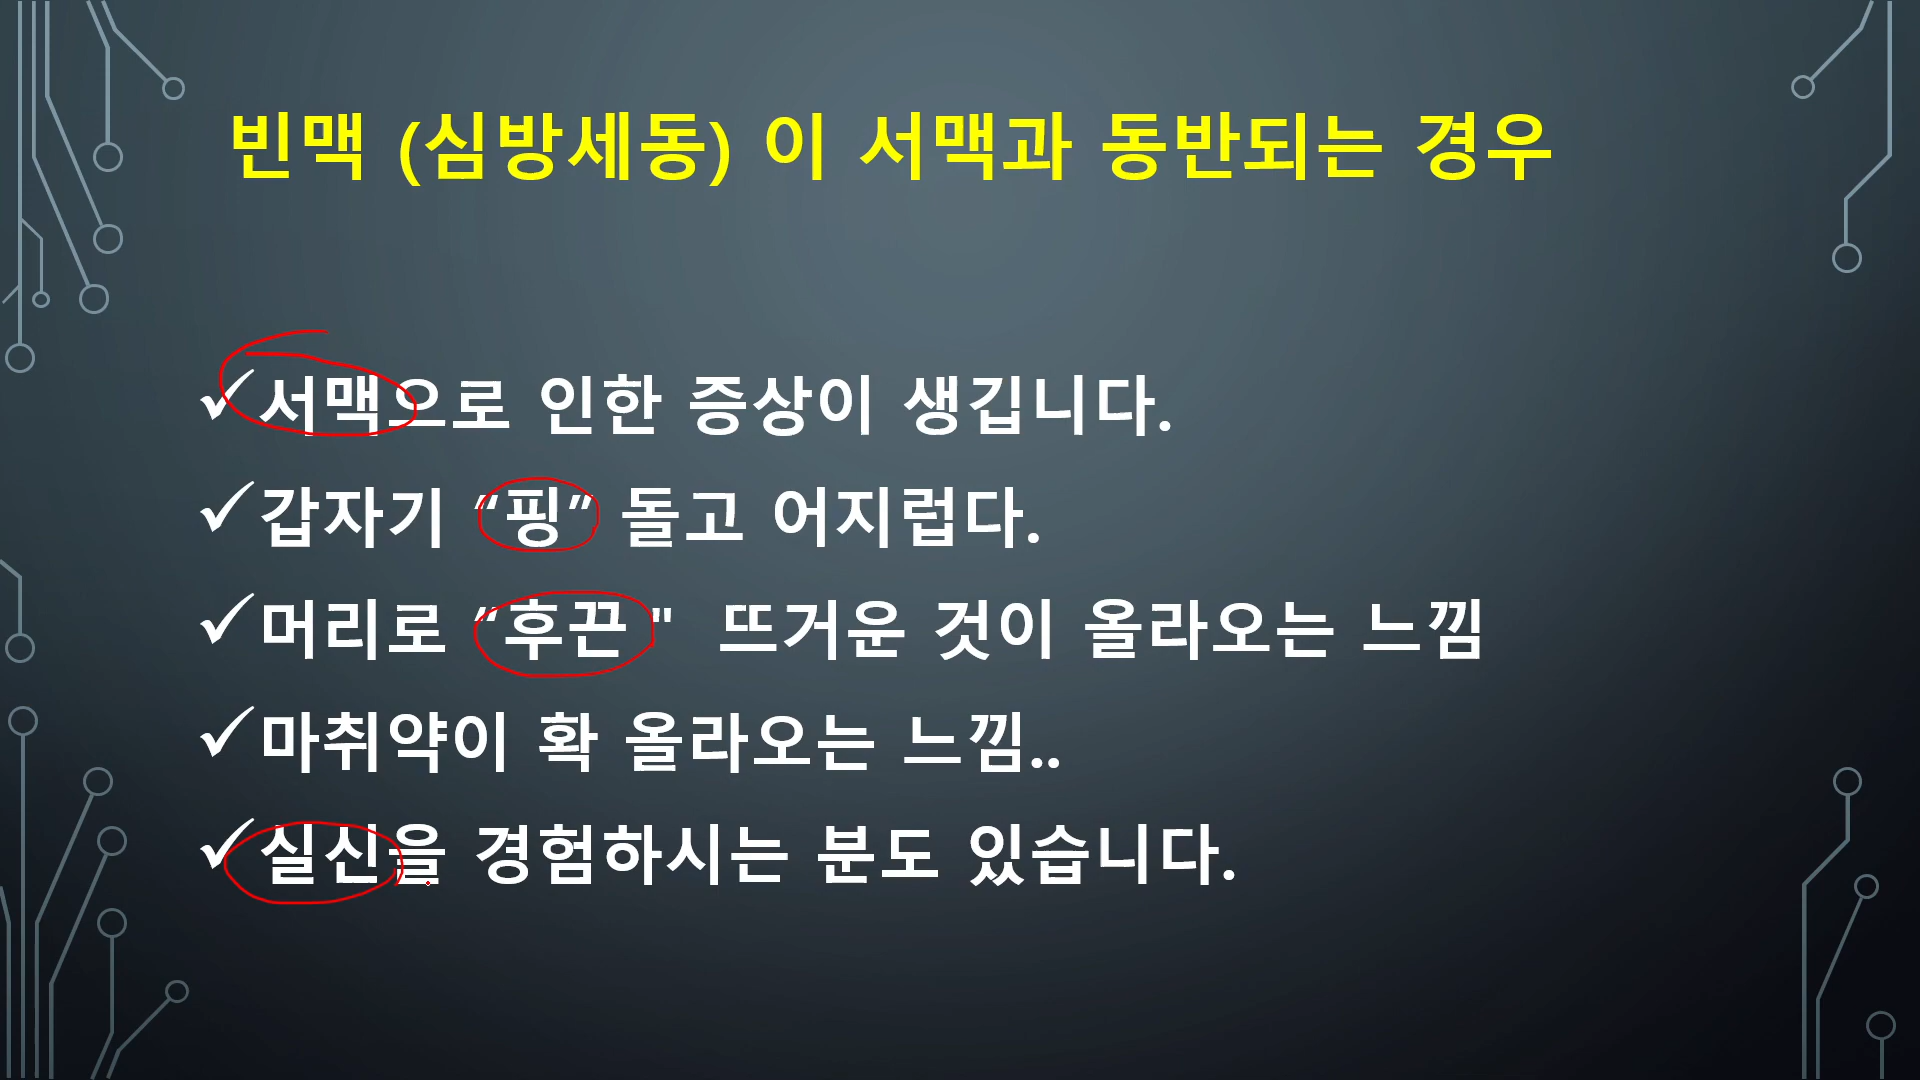 빈맥 (심방세동) 이 서맥과 동반되는 경우
✓서맥으로 인한 증상이 생깁니다.
✓갑자기 “핑” 돌고 어지럽다.
✓머리로 “후끈 "  뜨거운 것이 올라오는 느낌
✓마취약이 확 올라오는 느낌..
✓실신을 경험하시는 분도 있습니다.